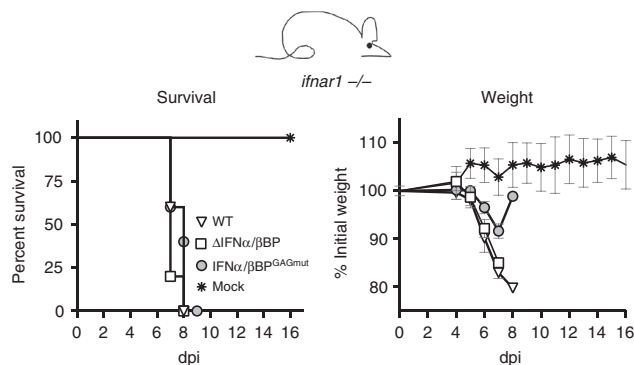 ifnar1 –/–
Survival
Percent survival
100
75
50
25
0
0 2 4 6 8 10 12 14 16
dpi
WT
ΔIFNα/βBP
IFNα/βBPGAGmut
Mock
Weight
% Initial weight
110
100
90
80
0 2 4 6 8 10 12 14 16
dpi